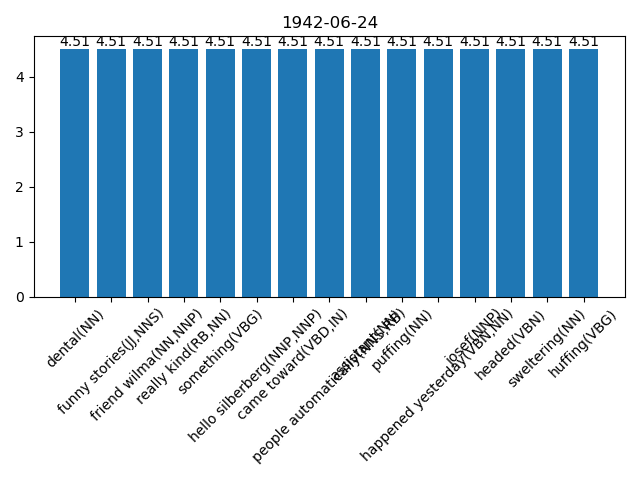 1942-06-24
4.51 4.51 4.51 4.51 4.51 4.51 4.51 4.51 4.51 4.51 4.51 4.51 4.51 4.51 4.51
4
3
2
1
0
dental(NN)
funny stories(JJ,NNS)
friend wilma(NN,NNP)
really kind(RB,NN)
something(VBG)
hello silberberg(NNP,NNP)
came toward(VBD,IN)
people automatically(NNS,RB)
assistant(NN)
puffing(NN)
happened yesterday(VBN,NN)
josef(NNP)
headed(VBN)
sweltering(NN)
huffing(VBG)